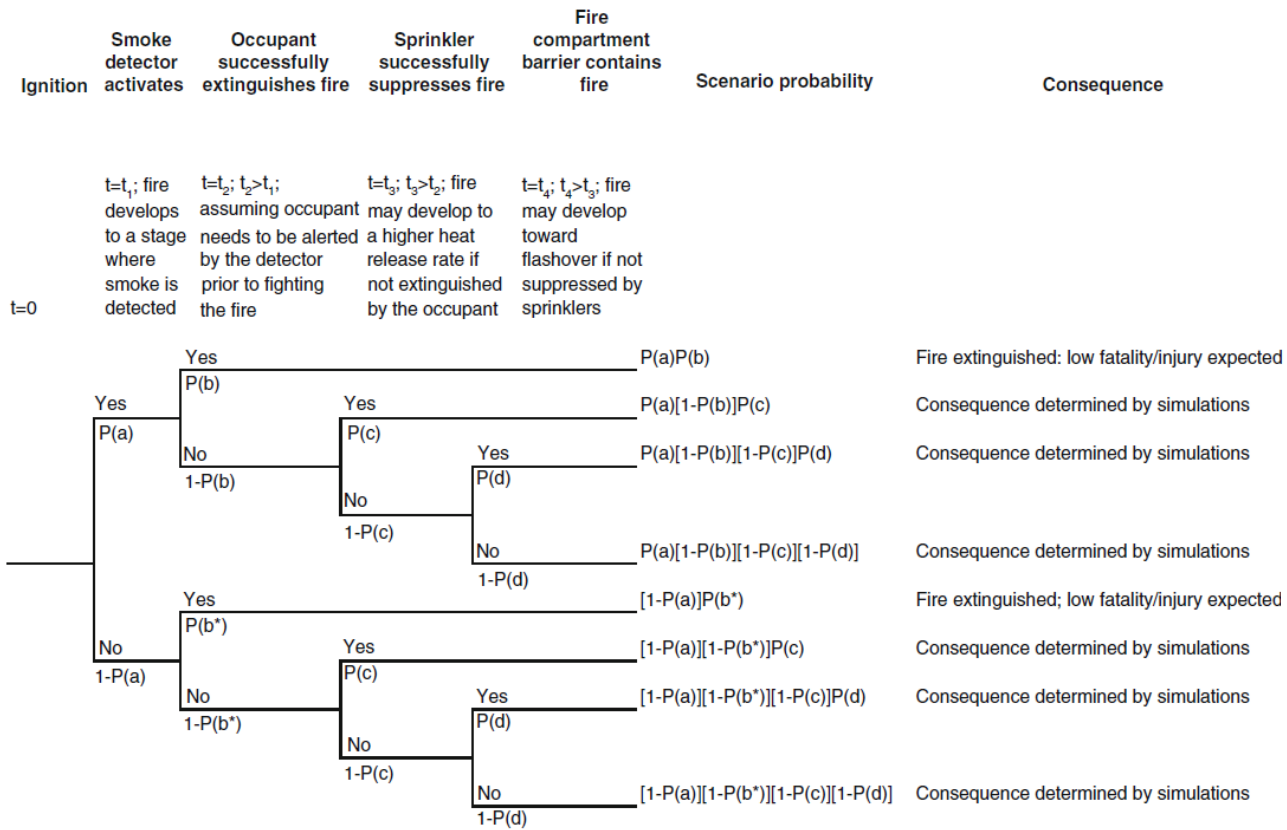 Ignition
Smoke
detector
activates
Occupant
successfully
extinguishes fire
Sprinkler
successfully
suppresses fire
Fire
compartment
barrier contains
fire
Scenario probability
Consequence
t=0
t=t1; fire
develops
to a stage
where
smoke is
detected
t=t2; t2>t1;
assuming occupant
needs to be alerted
by the detector
prior to fighting
the fire
t=t3; t3>t2; fire
may develop to
a higher heat
release rate if
not extinguished
by the occupant
t=t4; t4>t3; fire
may develop
toward
flashover if not
suppressed by
sprinklers
Yes
P(b)
P(a)P(b)
Fire extinguished: low fatality/injury expected
Yes
P(a)
Yes
P(c)
P(a)[1-P(b)]P(c)
Consequence determined by simulations
No
1-P(b)
Yes
P(d)
P(a)[1-P(b)][1-P(c)]P(d)
Consequence determined by simulations
No
1-P(c)
No
1-P(d)
P(a)[1-P(b)][1-P(c)][1-P(d)]
Consequence determined by simulations
Yes
P(b*)
[1-P(a)]P(b*)
Fire extinguished; low fatality/injury expected
No
1-P(a)
Yes
P(c)
[1-P(a)][1-P(b*)]P(c)
Consequence determined by simulations
No
1-P(b*)
Yes
P(d)
[1-P(a)][1-P(b*)][1-P(c)]P(d)
Consequence determined by simulations
No
1-P(c)
No
1-P(d)
[1-P(a)][1-P(b*)][1-P(c)][1-P(d)]
Consequence determined by simulations